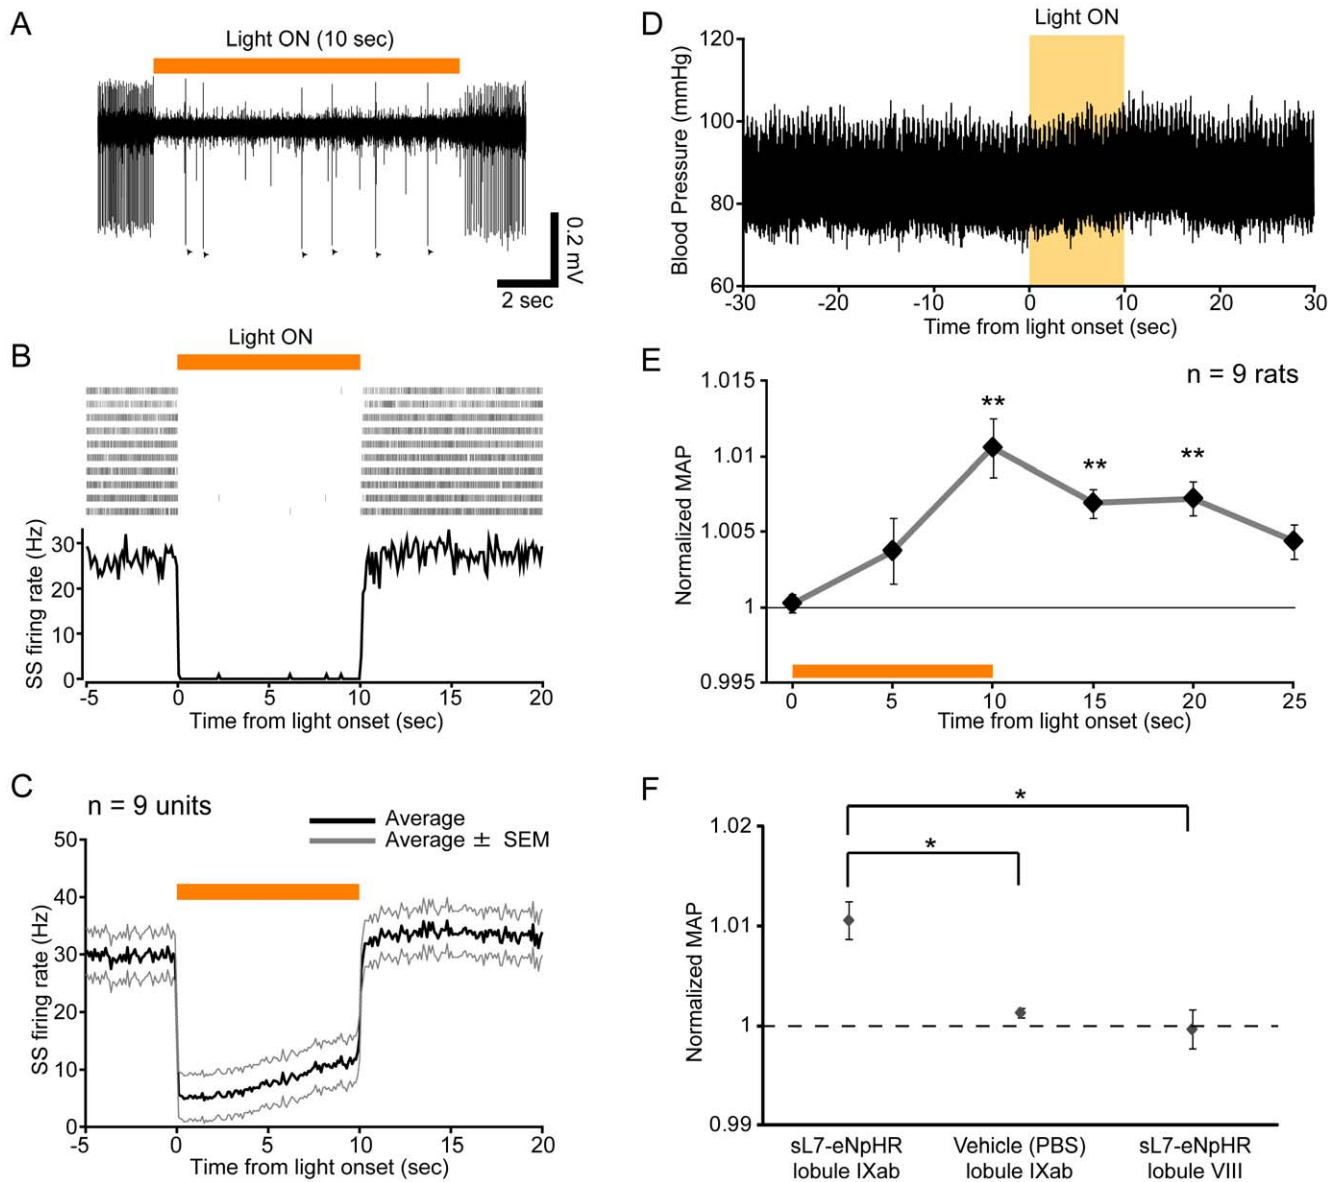 A
Light ON (10 sec)
0.2 mV
2 sec
B
Light ON
SS firing rate (Hz)
30
20
10
0
-5 0 5 10 15 20
Time from light onset (sec)
C
n = 9 units
Average
Average ± SEM
SS firing rate (Hz)
50
40
30
20
10
0
-5 0 5 10 15 20
Time from light onset (sec)
D
Light ON
Blood Pressure (mmHg)
120
100
80
60
-30 -20 -10 0 10 20 30
Time from light onset (sec)
E
n = 9 rats
Normalized MAP
1.015
1.01
1.005
1
0.995
** ** **
0 5 10 15 20 25
Time from light onset (sec)
F
Normalized MAP
1.02
1.01
1
0.99
*
*
sL7-eNpHR Vehicle (PBS) sL7-eNpHR
lobule IXab lobule IXab lobule VIII